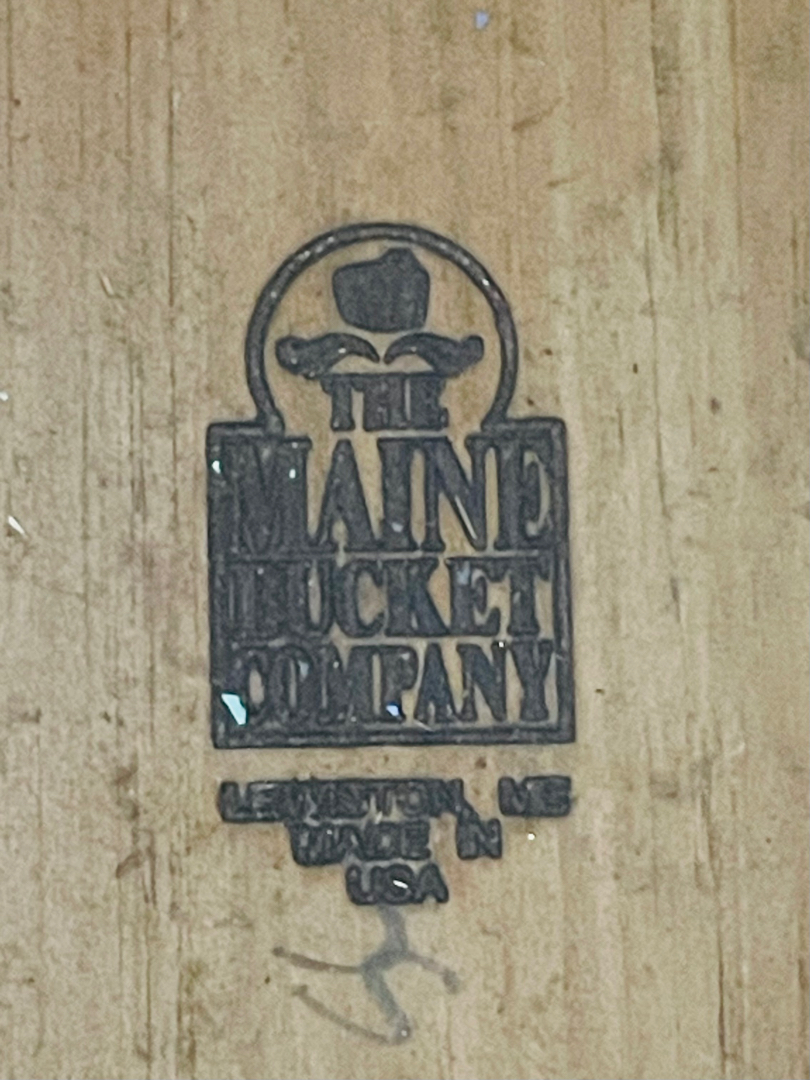 THE
MAINE
BUCKET
COMPANY
LEWISTON, ME
MADE IN
USA